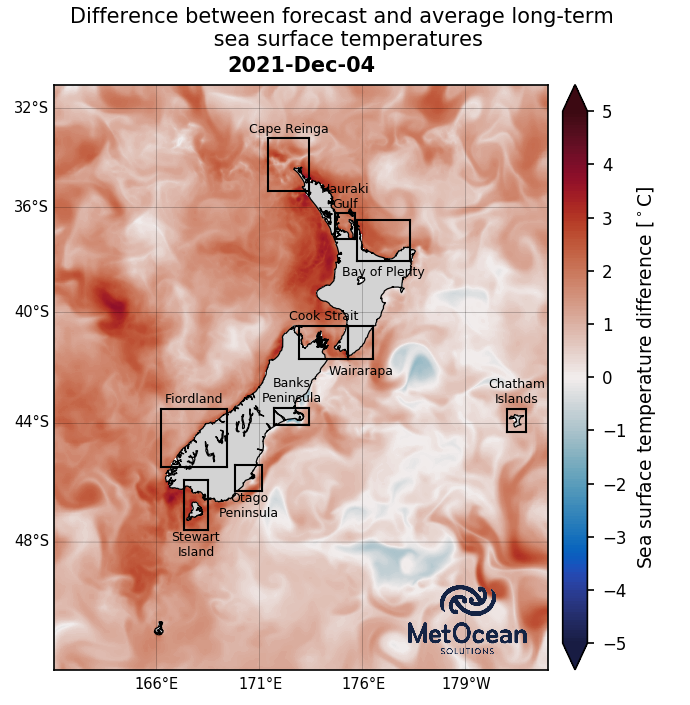 Difference between forecast and average long-term
sea surface temperatures
2021-Dec-04
32°S
36°S
40°S
44°S
48°S
Cape Reinga
Hauraki
Gulf
Bay of Plenty
Cook Strait
Wairarapa
Banks
Peninsula
Fiordland
Chatham
Islands
Otago
Peninsula
Stewart
Island
MetOcean
SOLUTIONS
166°E
171°E
176°E
179°W
5
4
3
2
1
0
−1
−2
−3
−4
−5
Sea surface temperature difference [°C]